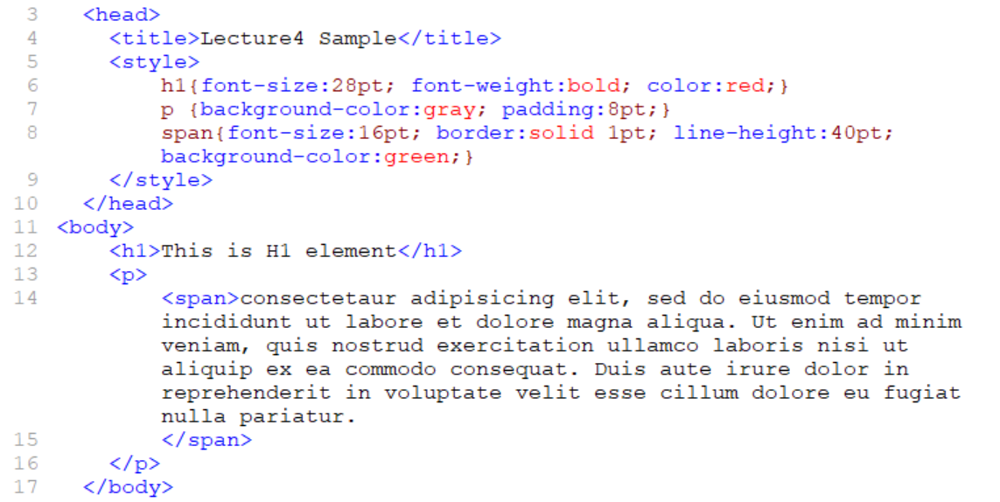 3 <head>
4 <title>Lecture4 Sample</title>
5 <style>
6 h1{font-size:28pt; font-weight:bold; color:red;}
7 p {background-color:gray; padding:8pt;}
8 span{font-size:16pt; border:solid 1pt; line-height:40pt;
background-color:green;}
9 </style>
10 </head>
11 <body>
12 <h1>This is H1 element</h1>
13 <p>
14 <span>consectetaur adipisicing elit, sed do eiusmod tempor
incididunt ut labore et dolore magna aliqua. Ut enim ad minim
veniam, quis nostrud exercitation ullamco laboris nisi ut
aliquip ex ea commodo consequat. Duis aute irure dolor in
reprehenderit in voluptate velit esse cillum dolore eu fugiat
nulla pariatur.
15 </span>
16 </p>
17 </body>